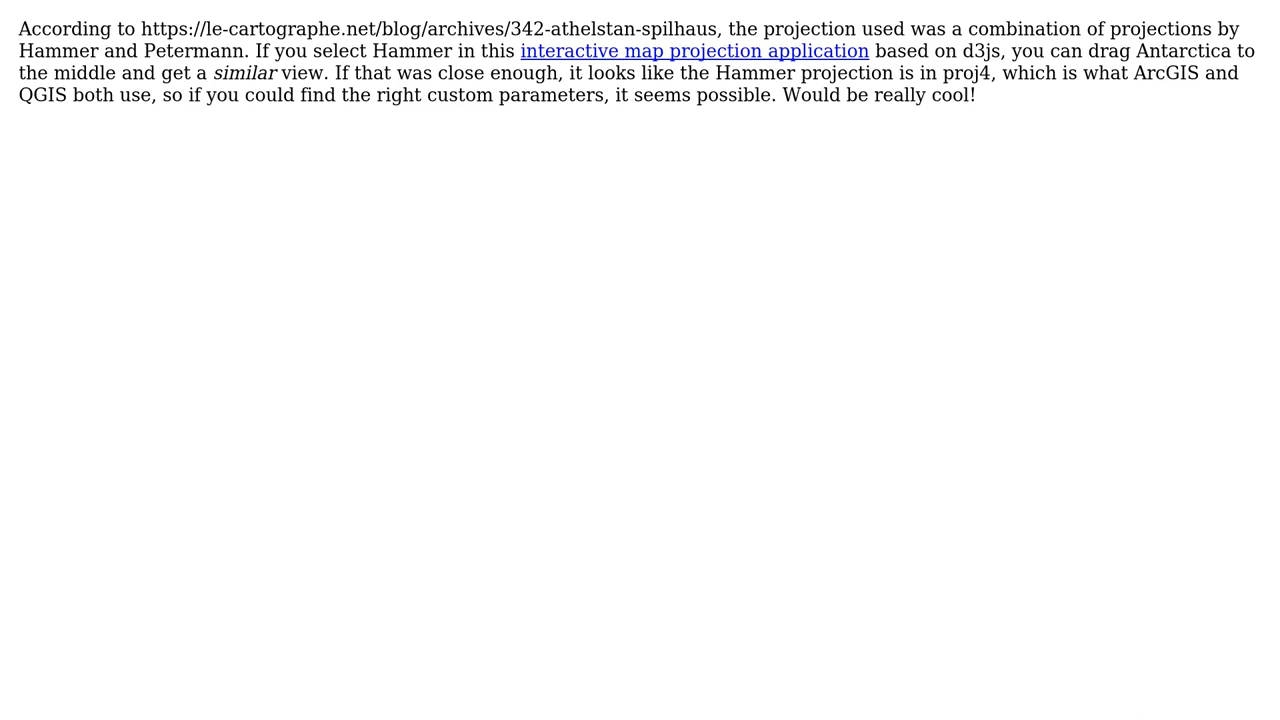 According to https://le-cartographe.net/blog/archives/342-athelstan-spilhaus, the projection used was a combination of projections by
Hammer and Petermann. If you select Hammer in this interactive map projection application based on d3js, you can drag Antarctica to
the middle and get a similar view. If that was close enough, it looks like the Hammer projection is in proj4, which is what ArcGIS and
QGIS both use, so if you could find the right custom parameters, it seems possible. Would be really cool!